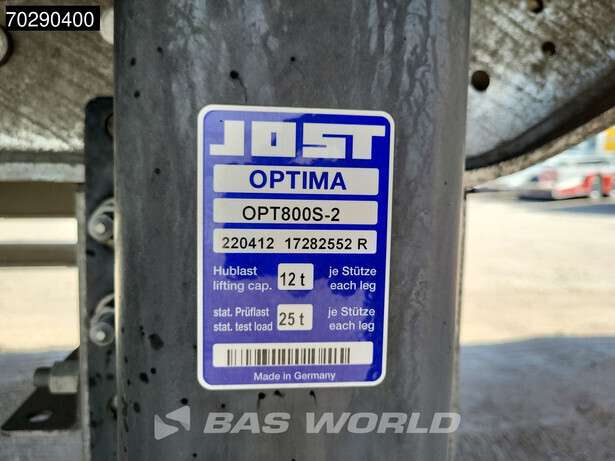 70290400
JOST
OPTIMA
OPT800S-2
220412 17282552 R
Hublast 12 t je Stütze
lifting cap. each leg
stat. Prüflast 25 t je Stütze
stat. test load each leg
Made in Germany
BAS WORLD